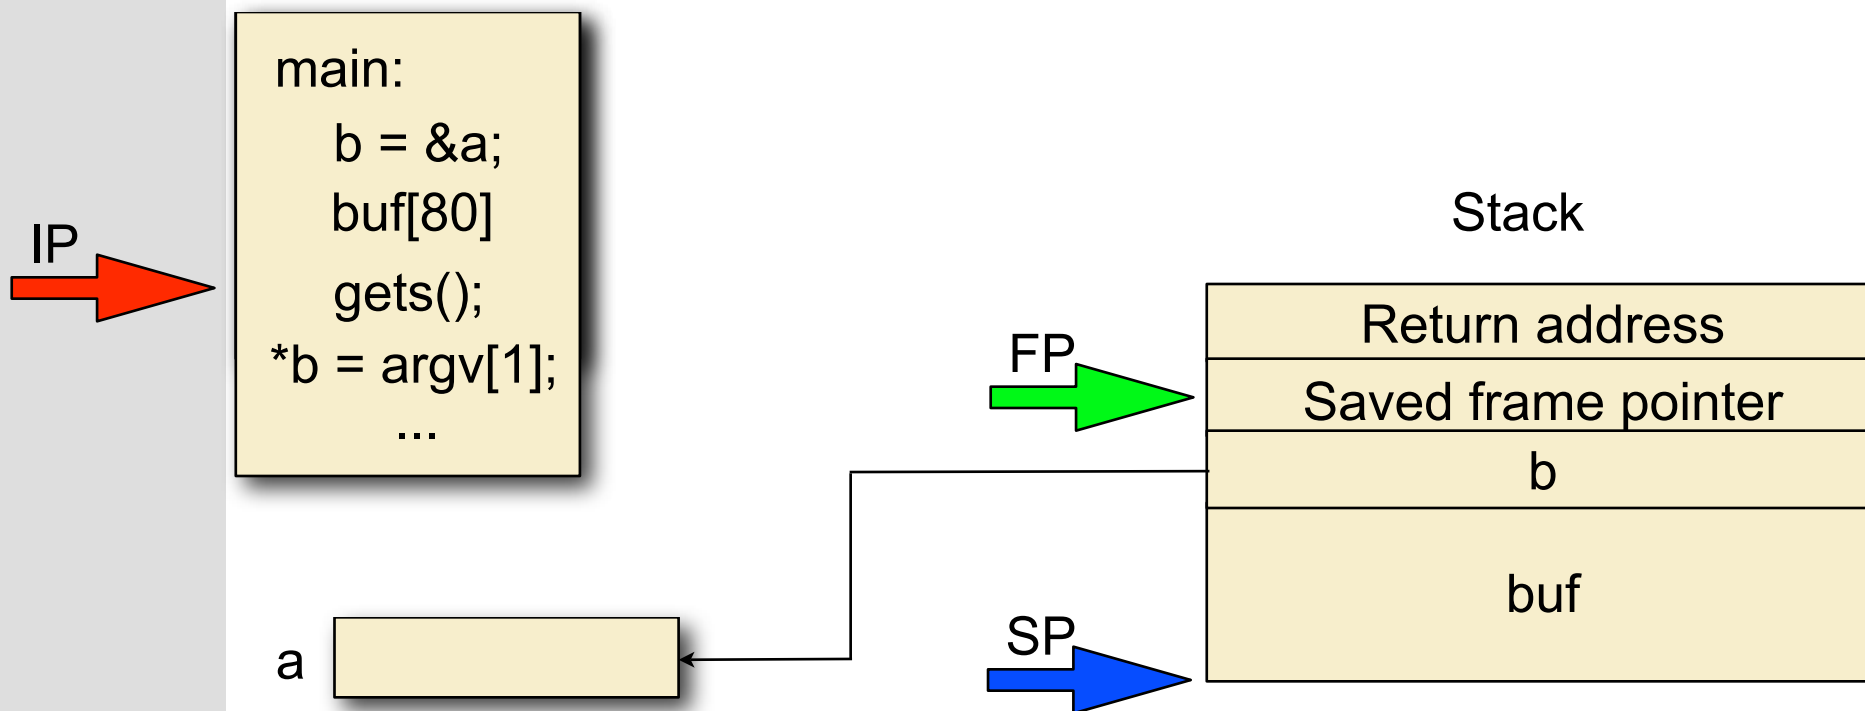 main:
b = &a;
buf[80]
gets();
*b = argv[1];
...
IP
a
Stack
FP
SP
Return address
Saved frame pointer
b
buf